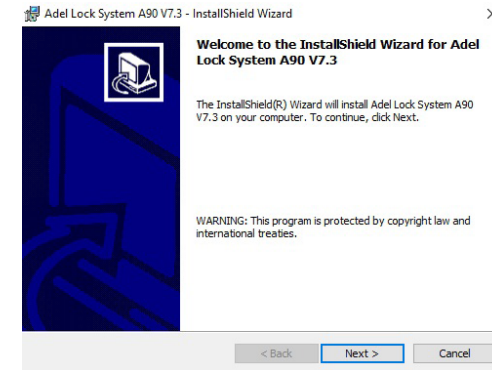 Adel Lock System A90 V7.3 - InstallShield Wizard
Welcome to the InstallShield Wizard for Adel
Lock System A90 V7.3
The InstallShield(R) Wizard will install Adel Lock System A90
V7.3 on your computer. To continue, click Next.
WARNING: This program is protected by copyright law and
international treaties.
< Back Next > Cancel